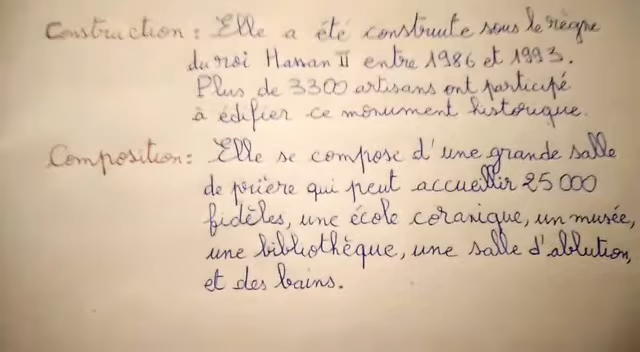 Construction : Elle a été construite sous le règne
du roi Hassan II entre 1986 et 1993.
Plus de 3300 artisans ont participé
à édifier ce monument historique.
Composition : Elle se compose d'une grande salle
de prière qui peut accueillir 25 000
fidèles, une école coranique, un musée,
une bibliothèque, une salle d'ablution,
et des bains.